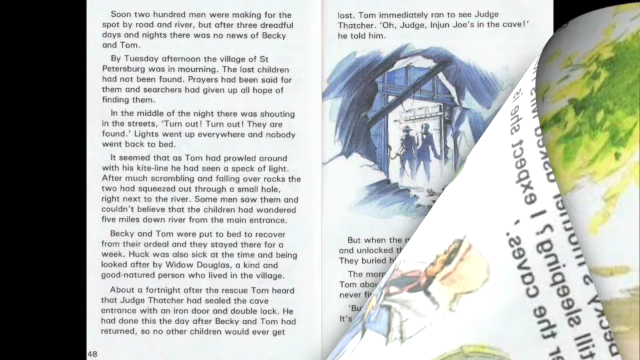 Soon two hundred men were making for the
spot by road and river, but after three dreadful
days and nights there was no news of Becky
and Tom.
By Tuesday afternoon the village of St
Petersburg was in mourning. The lost children
had not been found. Prayers had been said for
them and searchers had given up all hope of
finding them.
In the middle of the night there was shouting
in the streets, 'Turn out! Turn out! They are
found.' Lights went up everywhere and nobody
went back to bed.
It seemed that as Tom had prowled around
with his kite-line he had seen a speck of light.
After much scrambling and falling over rocks the
two had squeezed out through a small hole,
right next to the river. Some men saw them and
couldn't believe that the children had wandered
five miles down river from the main entrance.
Becky and Tom were put to bed to recover
from their ordeal and they stayed there for a
week. Huck was also sick at the time and being
looked after by Widow Douglas, a kind and
good-natured person who lived in the village.
About a fortnight after the rescue Tom heard
that Judge Thatcher had sealed the cave
entrance with an iron door and double lock. He
had done this the day after Becky and Tom had
returned, so no other children would ever get
48
lost. Tom immediately ran to see Judge
Thatcher. 'Oh, Judge, Injun Joe's in the cave!'
he told him.
But when the
and unlocked th
They buried hi
The morn
Tom abou
never fi
'Bu
It's
the caves.
still sleeping? I expect she
Becky's mother asked